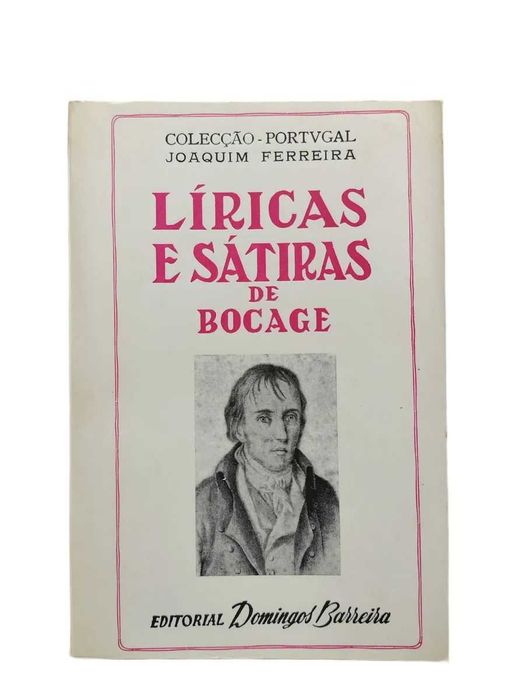 COLECÇÃO - PORTVGAL
JOAQUIM FERREIRA
LÍRICAS
E SÁTIRAS
DE
BOCAGE
EDITORIAL Domingos Barreira